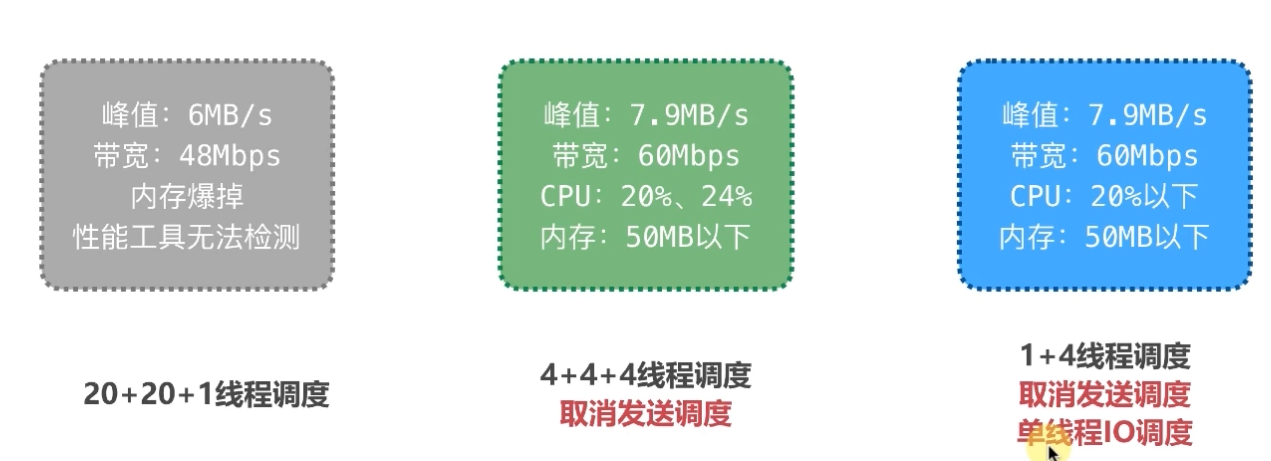 峰值：6MB/s
带宽：48Mbps
内存爆掉
性能工具无法检测
20+20+1线程调度
峰值：7.9MB/s
带宽：60Mbps
CPU：20%、24%
内存：50MB以下
4+4+4线程调度
取消发送调度
峰值：7.9MB/s
带宽：60Mbps
CPU：20%以下
内存：50MB以下
1+4线程调度
取消发送调度
单线程IO调度